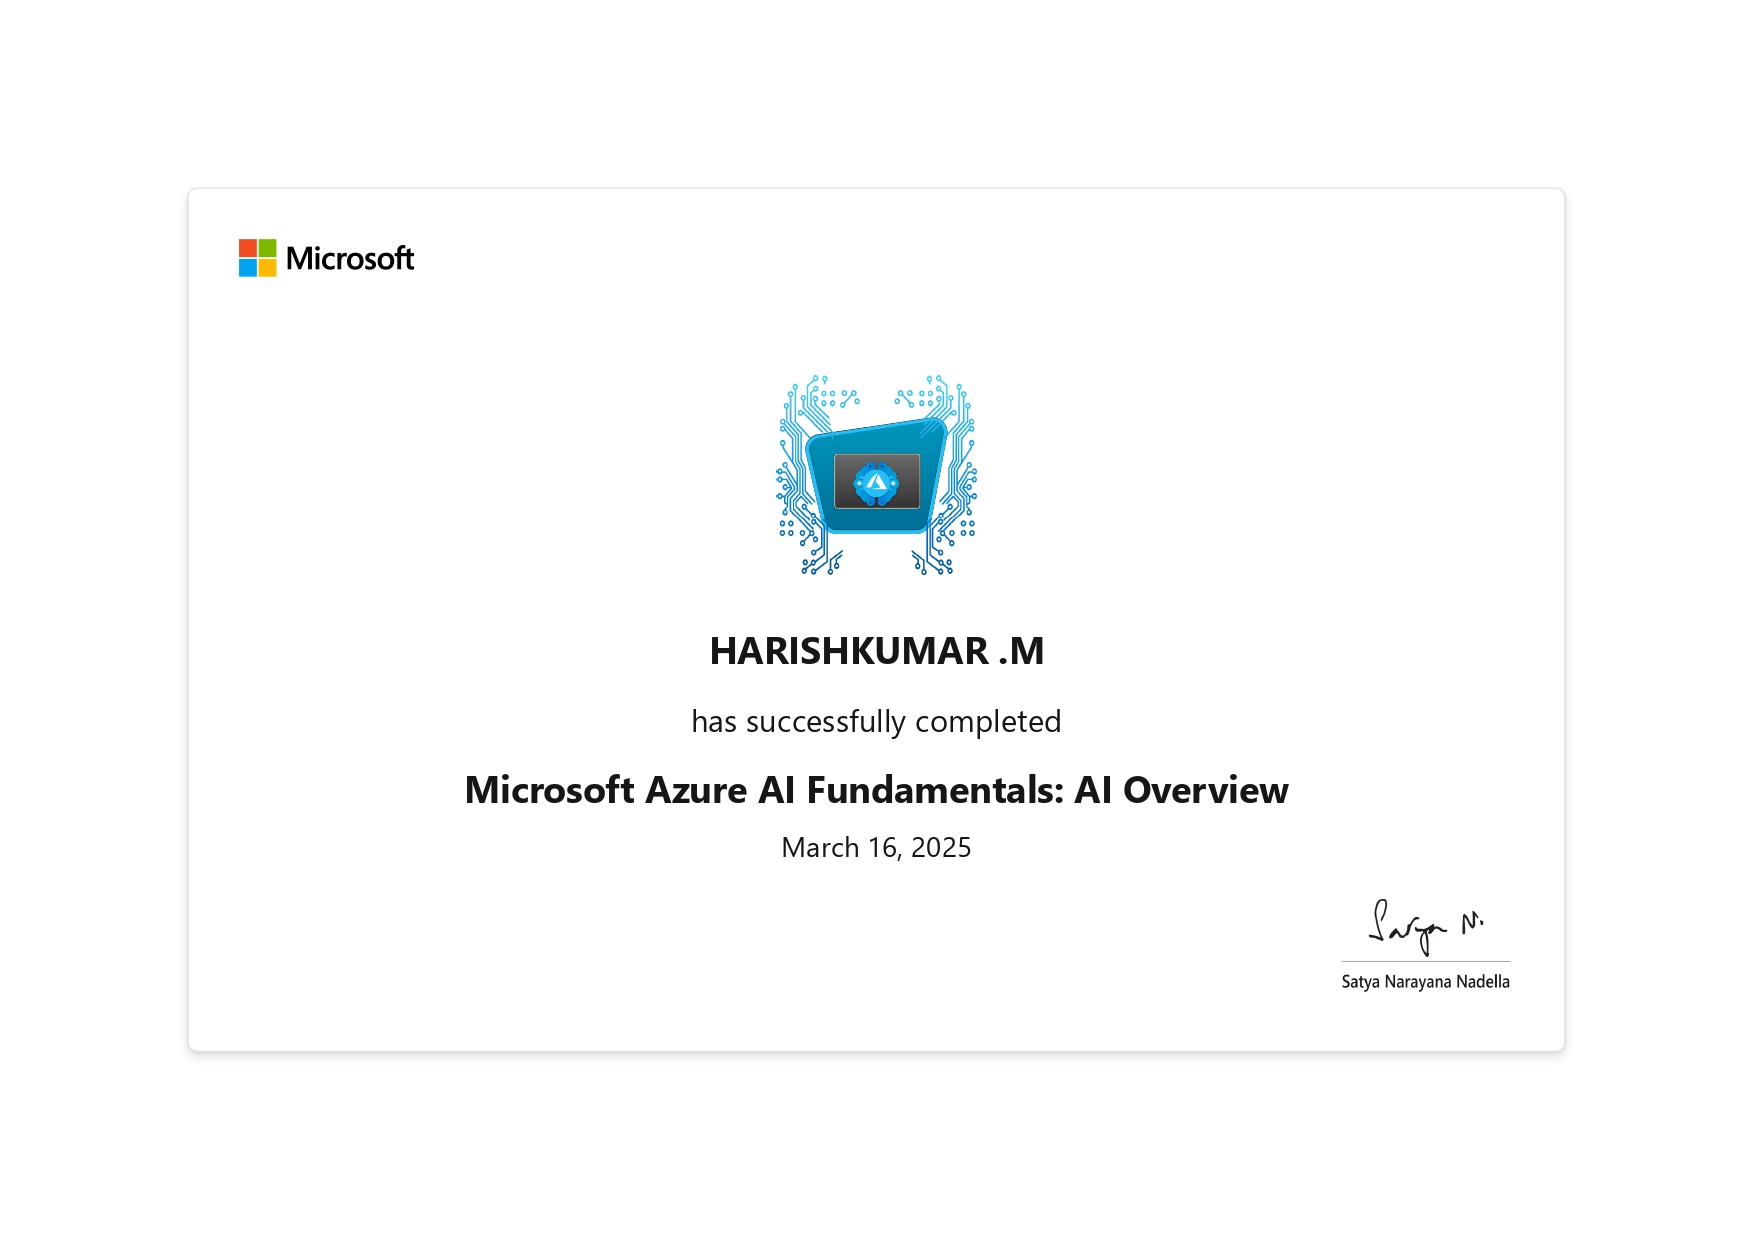 Microsoft
HARISHKUMAR .M
has successfully completed
Microsoft Azure AI Fundamentals: AI Overview
March 16, 2025
Satya N.
Satya Narayana Nadella